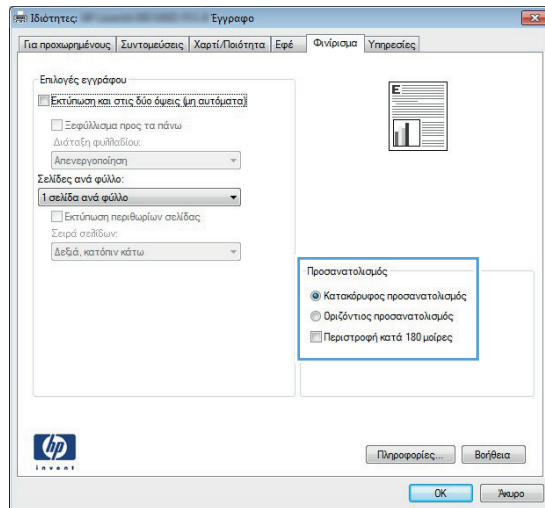 Ιδιότητες: Έγγραφο
Για προχωρημένους Συντομεύσεις Χαρτί/Ποιότητα Εφέ Φινίρισμα Υπηρεσίες
Επιλογές εγγράφου
Εκτύπωση και στις δύο όψεις (μη αυτόματα)
Ξεφύλλισμα προς τα πάνω
Διάταξη φυλλαδίου:
Απενεργοποίηση
Σελίδες ανά φύλλο:
1 σελίδα ανά φύλλο
Εκτύπωση περιθωρίων σελίδας
Σειρά σελίδων:
Δεξιά, κατόπιν κάτω
E
Προσανατολισμός
Κατακόρυφος προσανατολισμός
Οριζόντιος προσανατολισμός
Περιστροφή κατά 180 μοίρες
hp
invent
Πληροφορίες... Βοήθεια
OK Άκυρο